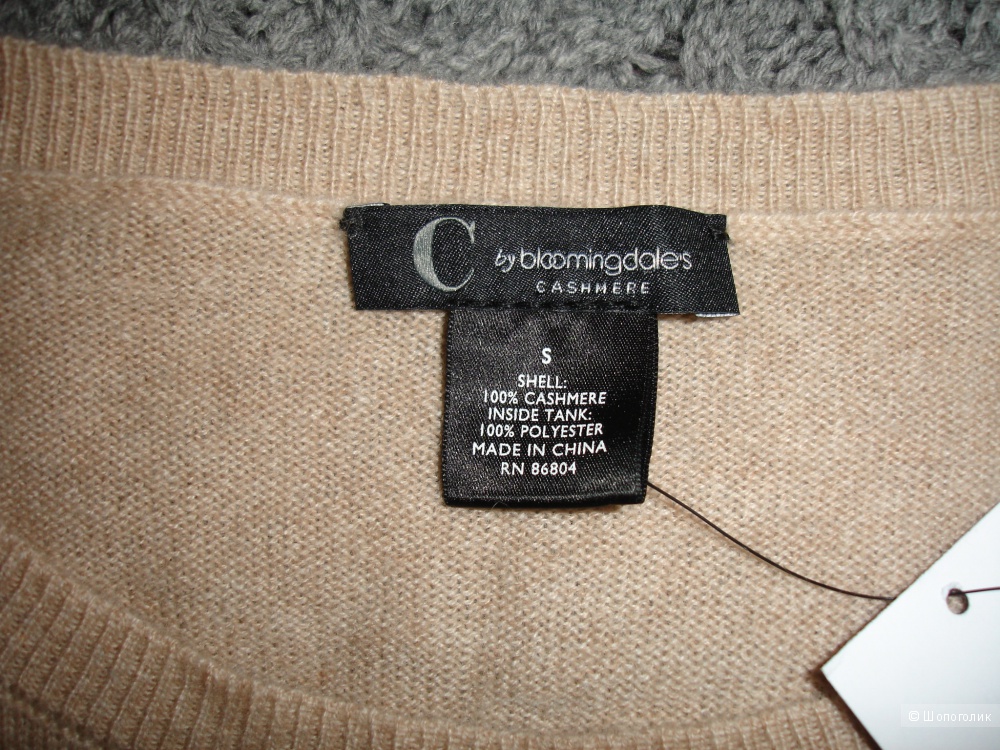 C by bloomingdale's
CASHMERE
S
SHELL:
100% CASHMERE
INSIDE TANK:
100% POLYESTER
MADE IN CHINA
RN 86804
© Шопоголик